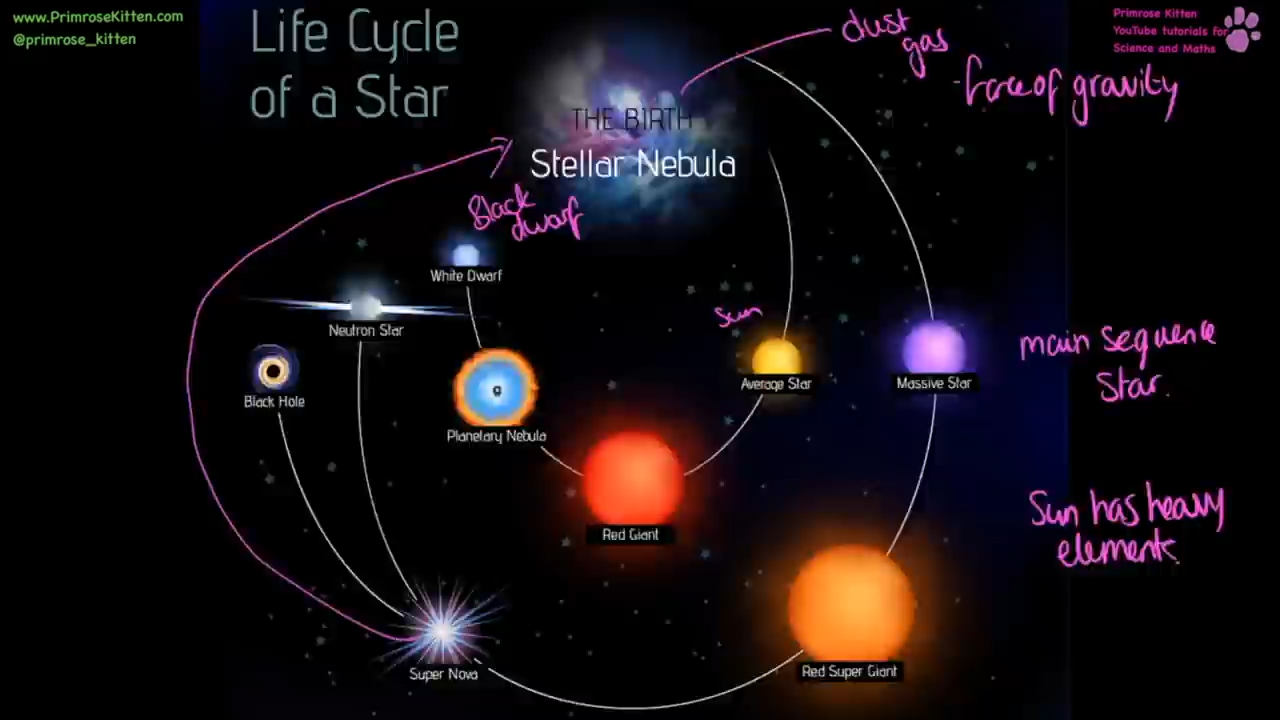 www.PrimroseKitten.com
@primrose_kitten
Life Cycle
of a Star
dust
gas
-force of gravity
Primrose Kitten
YouTube tutorials for
Science and Maths
THE BIRTH
Stellar Nebula
Black
dwarf
White Dwarf
Neutron Star
Black Hole
Planetary Nebula
Sun
Average Star
Massive Star
main sequence
Star.
Red Giant
Sun has heavy
elements
Super Nova
Red Super Giant